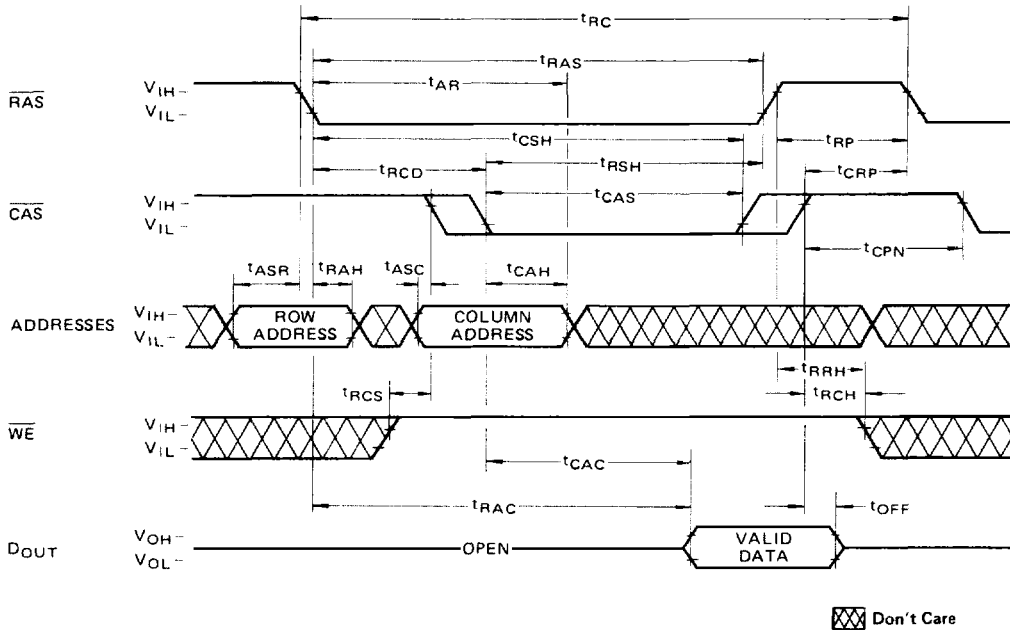 tRC
tRAS
tAR
RAS
VIH
VIL
tCSH
tRP
tRSH
tRCD
tCRP
tCAS
CAS
VIH
VIL
tCPN
tASR
tRAH
tASC
tCAH
ADDRESSES
VIH
VIL
ROW
ADDRESS
COLUMN
ADDRESS
tRRH
tRCS
tRCH
WE
VIH
VIL
tCAC
tRAC
tOFF
DOUT
VOH
VOL
OPEN
VALID
DATA
Don't Care